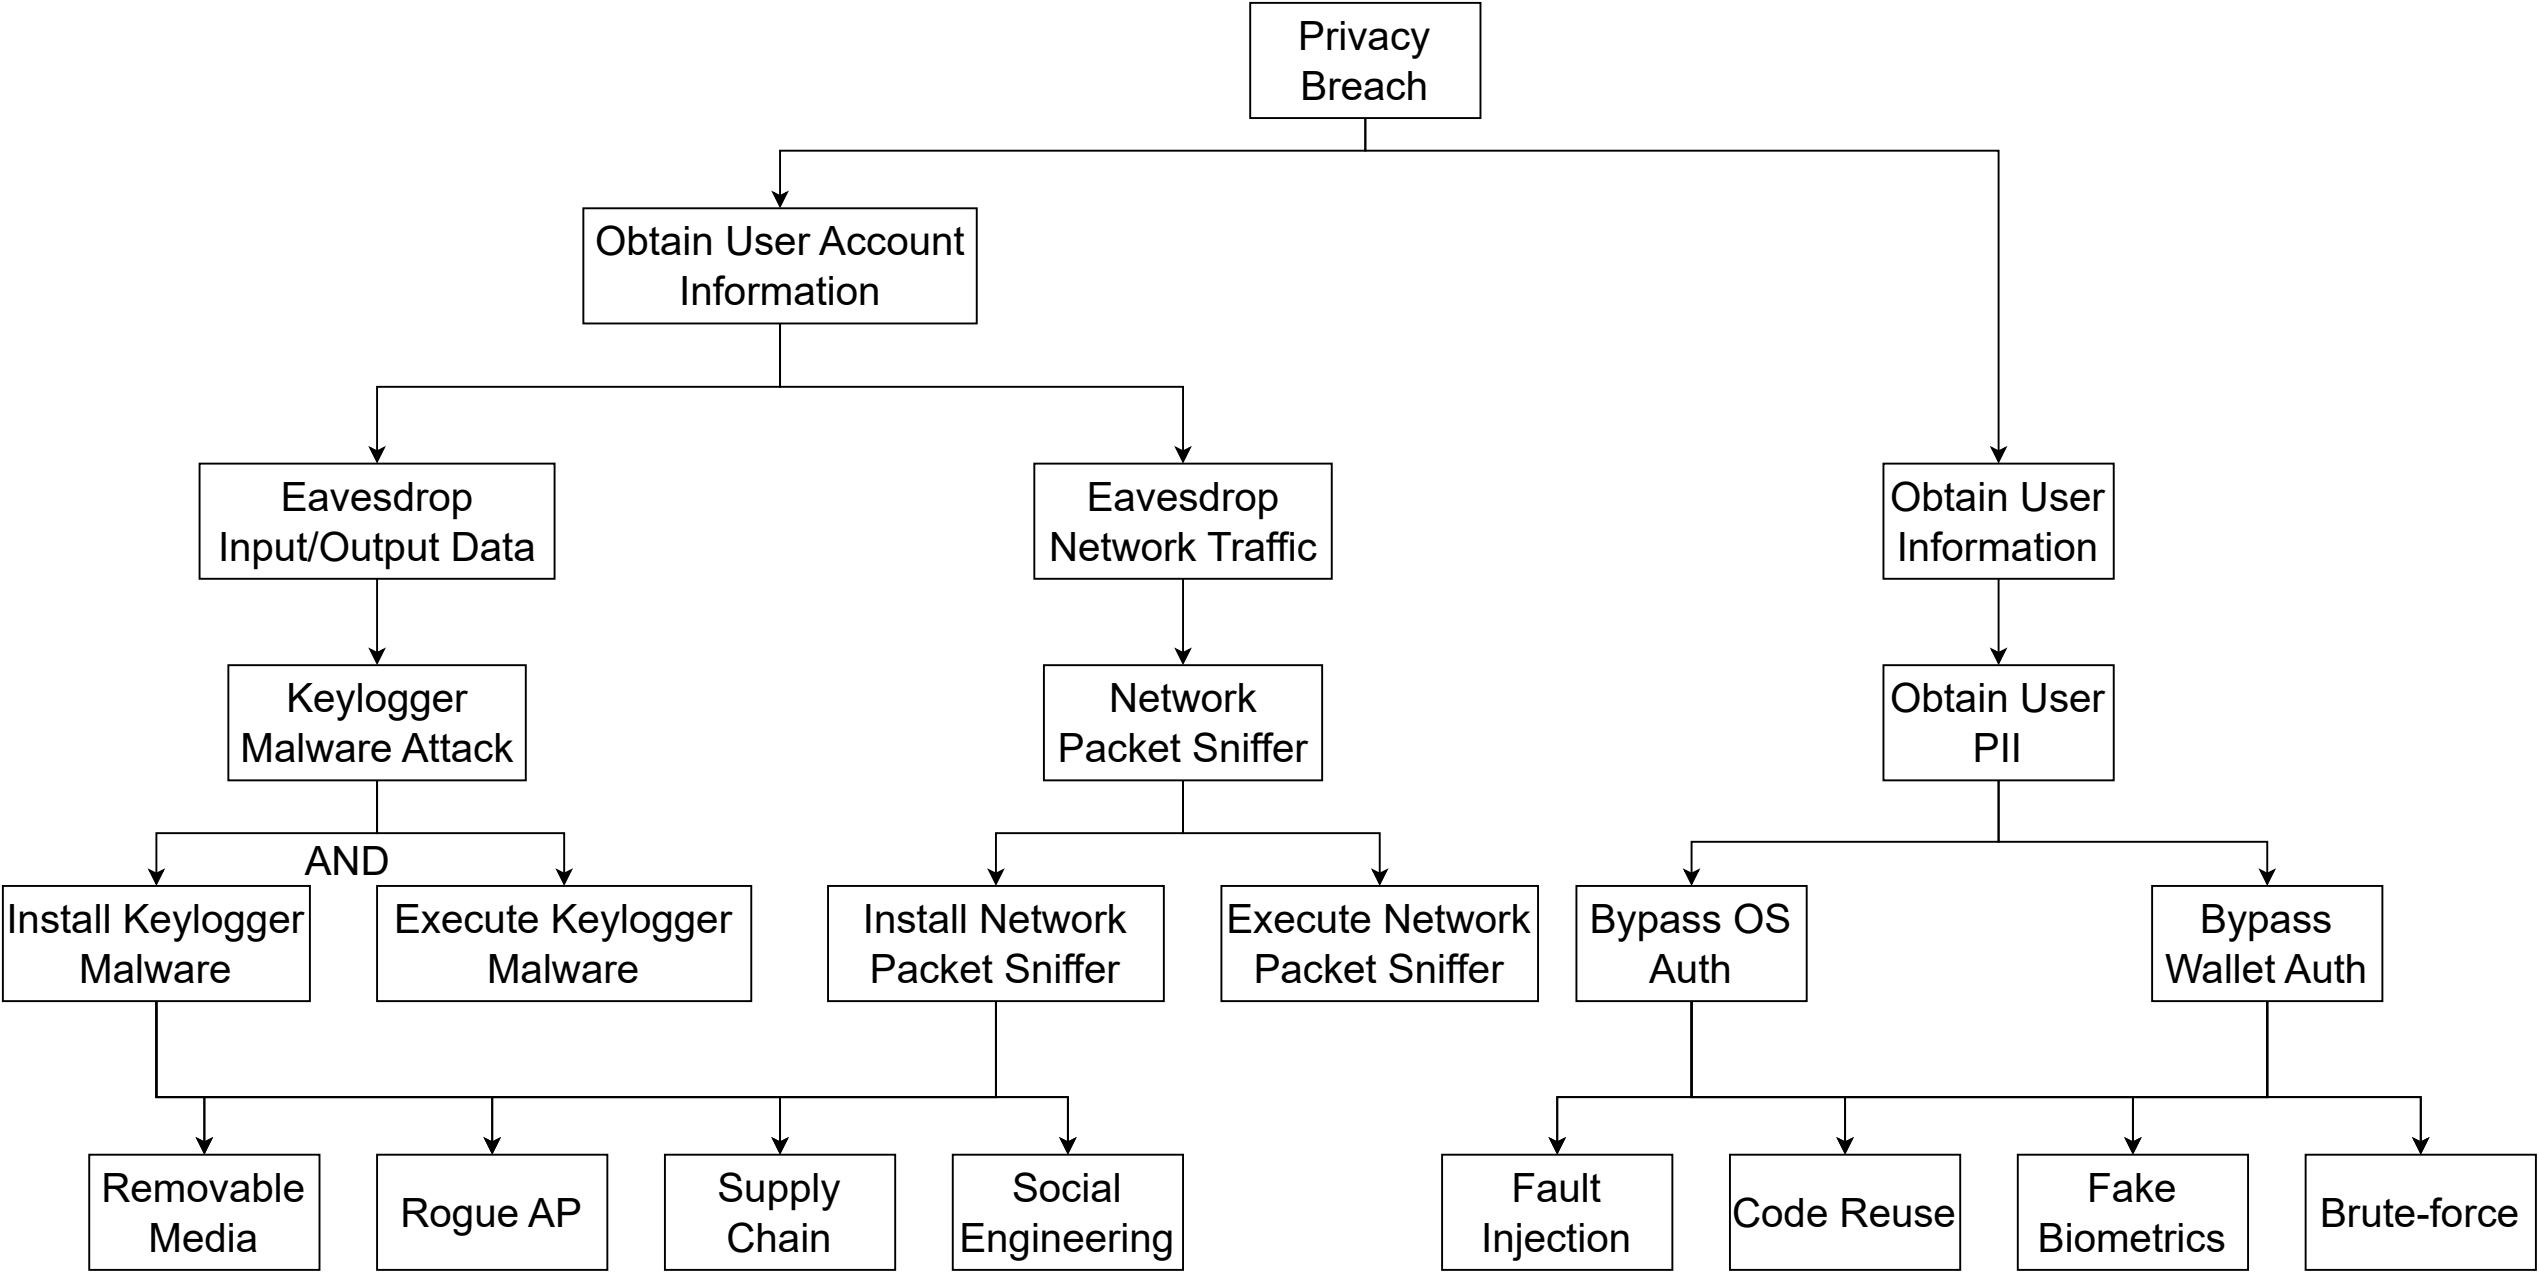 Privacy
Breach
Obtain User Account
Information
Eavesdrop
Input/Output Data
Eavesdrop
Network Traffic
Obtain User
Information
Keylogger
Malware Attack
Network
Packet Sniffer
Obtain User
PII
AND
Install Keylogger
Malware
Execute Keylogger
Malware
Install Network
Packet Sniffer
Execute Network
Packet Sniffer
Bypass OS
Auth
Bypass
Wallet Auth
Removable
Media
Rogue AP
Supply
Chain
Social
Engineering
Fault
Injection
Code Reuse
Fake
Biometrics
Brute-force